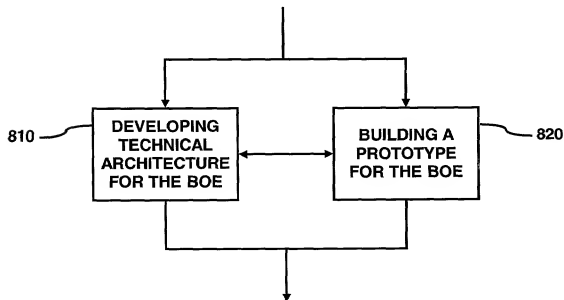 810
DEVELOPING
TECHNICAL
ARCHITECTURE
FOR THE BOE
BUILDING A
PROTOTYPE
FOR THE BOE
820